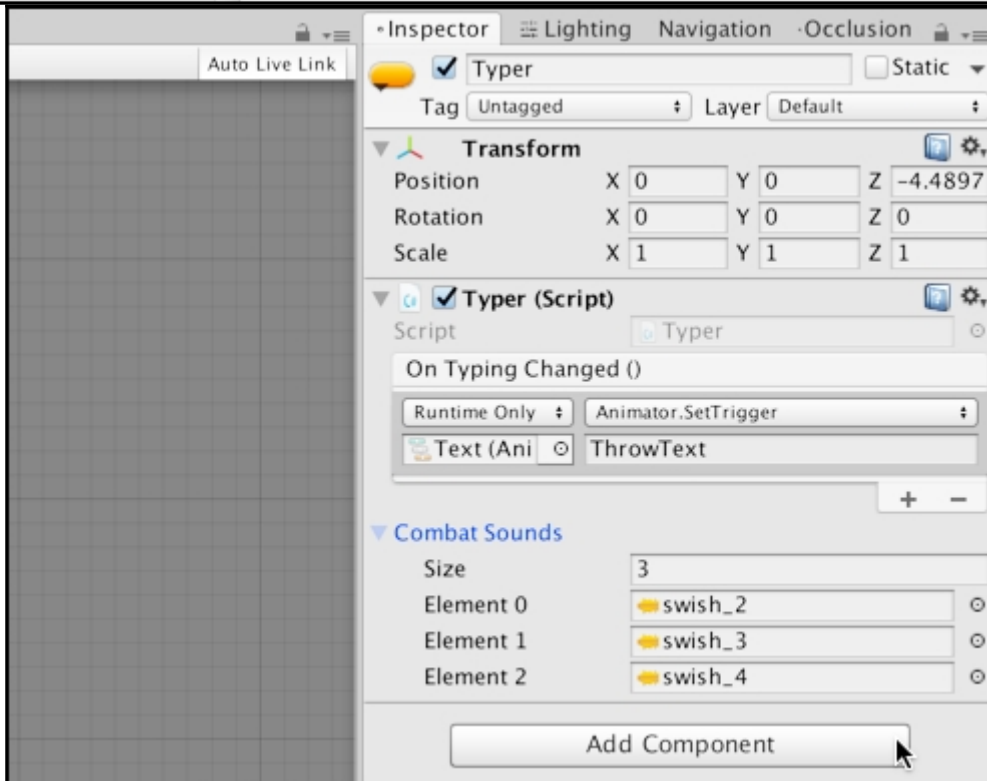 Inspector Lighting Navigation Occlusion
Auto Live Link
Typer Static
Tag Untagged Layer Default
Transform
Position X 0 Y 0 Z -4.4897
Rotation X 0 Y 0 Z 0
Scale X 1 Y 1 Z 1
Typer (Script)
Script Typer
On Typing Changed ()
Runtime Only Animator.SetTrigger
Text (Ani ThrowText
+ -
Combat Sounds
Size 3
Element 0 swish_2
Element 1 swish_3
Element 2 swish_4
Add Component